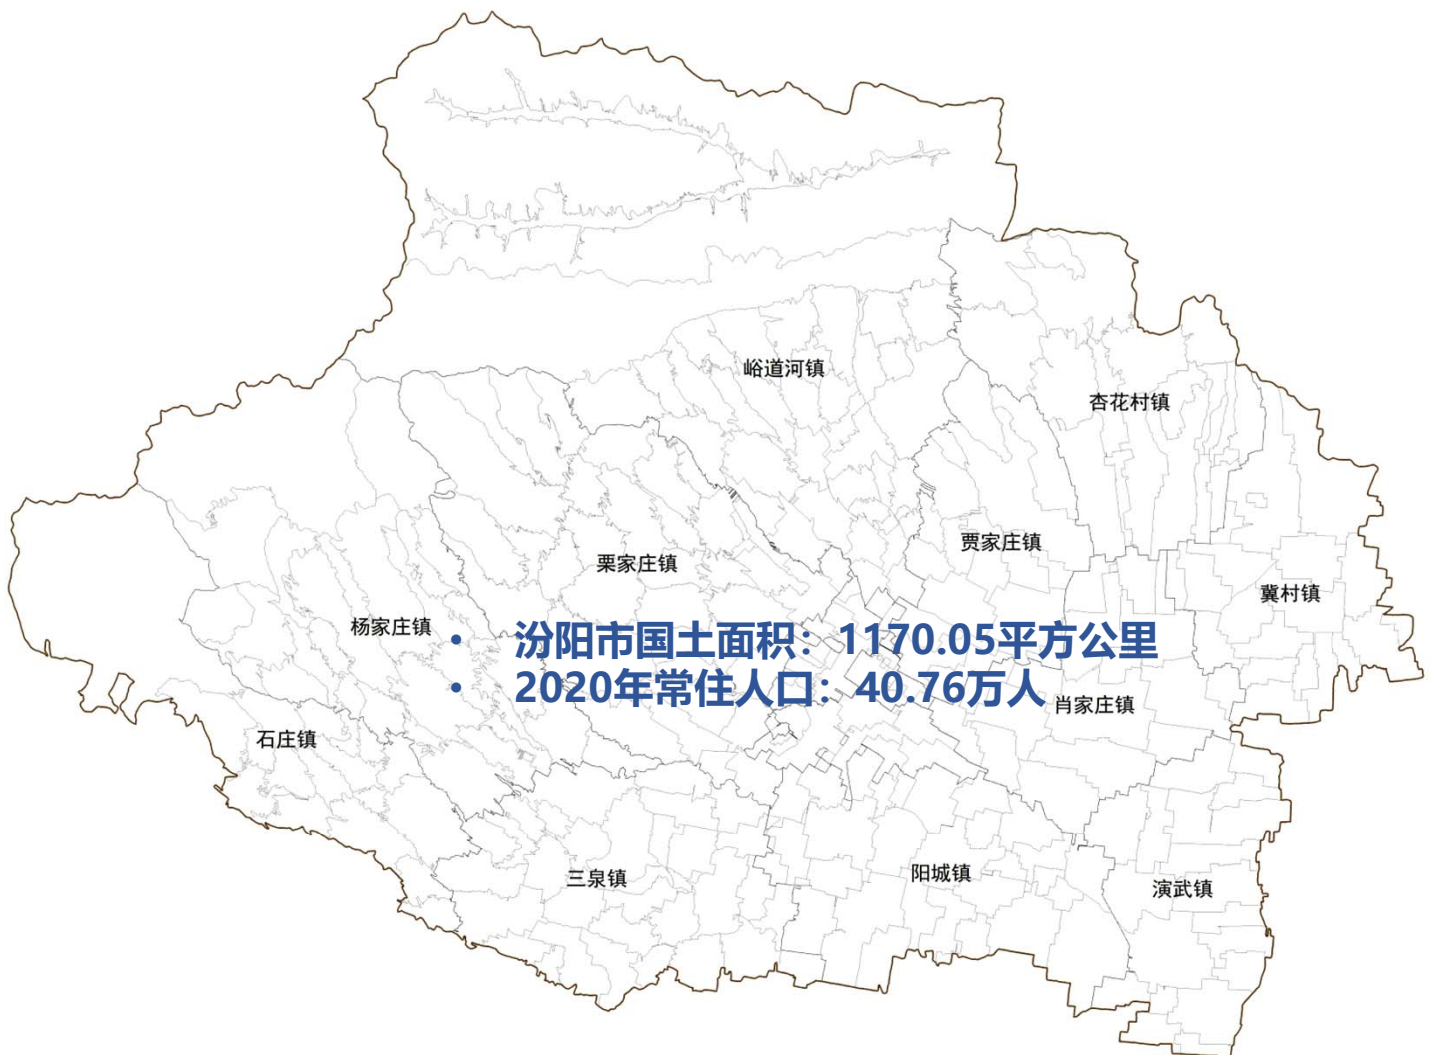 峪道河镇
杏花村镇
贾家庄镇
栗家庄镇
冀村镇
杨家庄镇
• 汾阳市国土面积：1170.05平方公里
• 2020年常住人口：40.76万人
肖家庄镇
石庄镇
三泉镇
阳城镇
演武镇